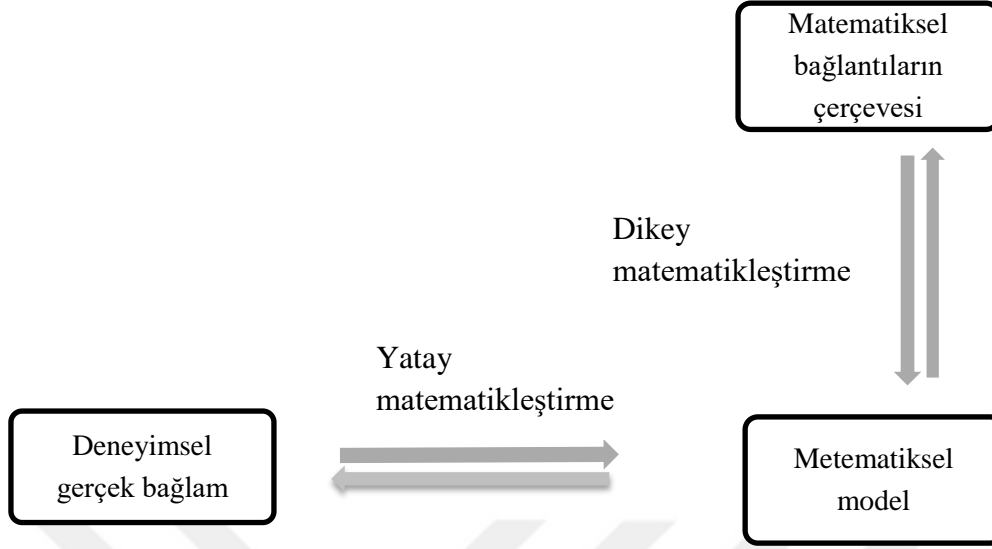 Matematiksel
bağlantıların
çerçevesi
Dikey
matematikleştirme
Yatay
matematikleştirme
Deneyimsel
gerçek bağlam
Metematiksel
model